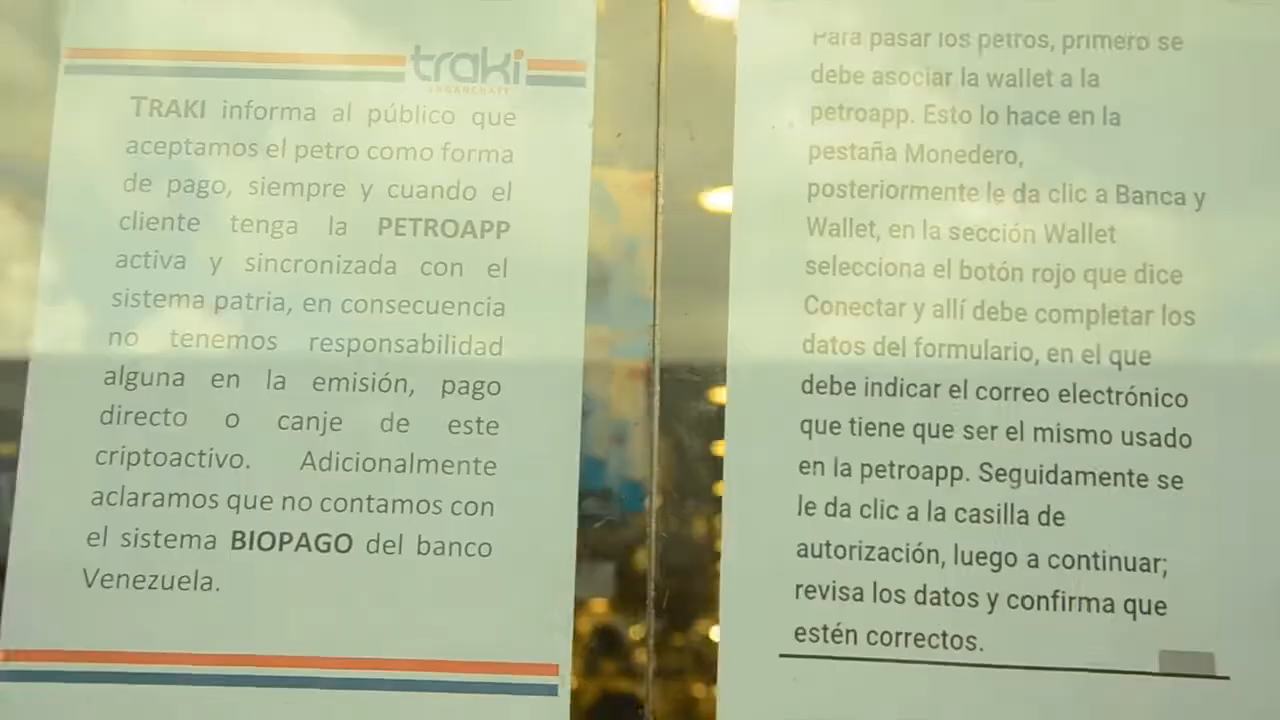 traki
TRAKI informa al público que
aceptamos el petro como forma
de pago, siempre y cuando el
cliente tenga la PETROAPP
activa y sincronizada con el
sistema patria, en consecuencia
no tenemos responsabilidad
alguna en la emisión, pago
directo o canje de este
criptoactivo. Adicionalmente
aclaramos que no contamos con
el sistema BIOPAGO del banco
Venezuela.
Para pasar los petros, primero se
debe asociar la wallet a la
petroapp. Esto lo hace en la
pestaña Monedero,
posteriormente le da clic a Banca y
Wallet, en la sección Wallet
selecciona el botón rojo que dice
Conectar y allí debe completar los
datos del formulario, en el que
debe indicar el correo electrónico
que tiene que ser el mismo usado
en la petroapp. Seguidamente se
le da clic a la casilla de
autorización, luego a continuar;
revisa los datos y confirma que
estén correctos.